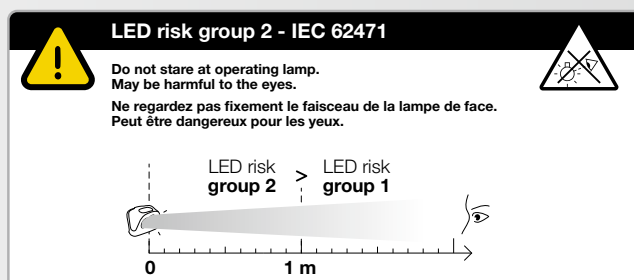 LED risk group 2 - IEC 62471
Do not stare at operating lamp.
May be harmful to the eyes.
Ne regardez pas fixement le faisceau de la lampe de face.
Peut être dangereux pour les yeux.
LED risk > LED risk
group 2 group 1
0 1 m